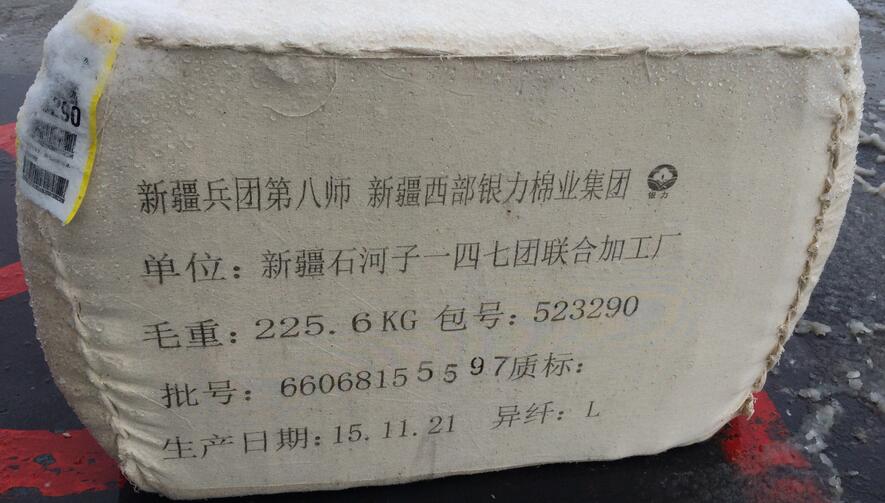 290
新疆兵团第八师 新疆西部银力棉业集团 银力
单位：新疆石河子一四七团联合加工厂
毛重：225.6KG 包号：523290
批号：66068155597质标：
生产日期：15.11.21 异纤：L